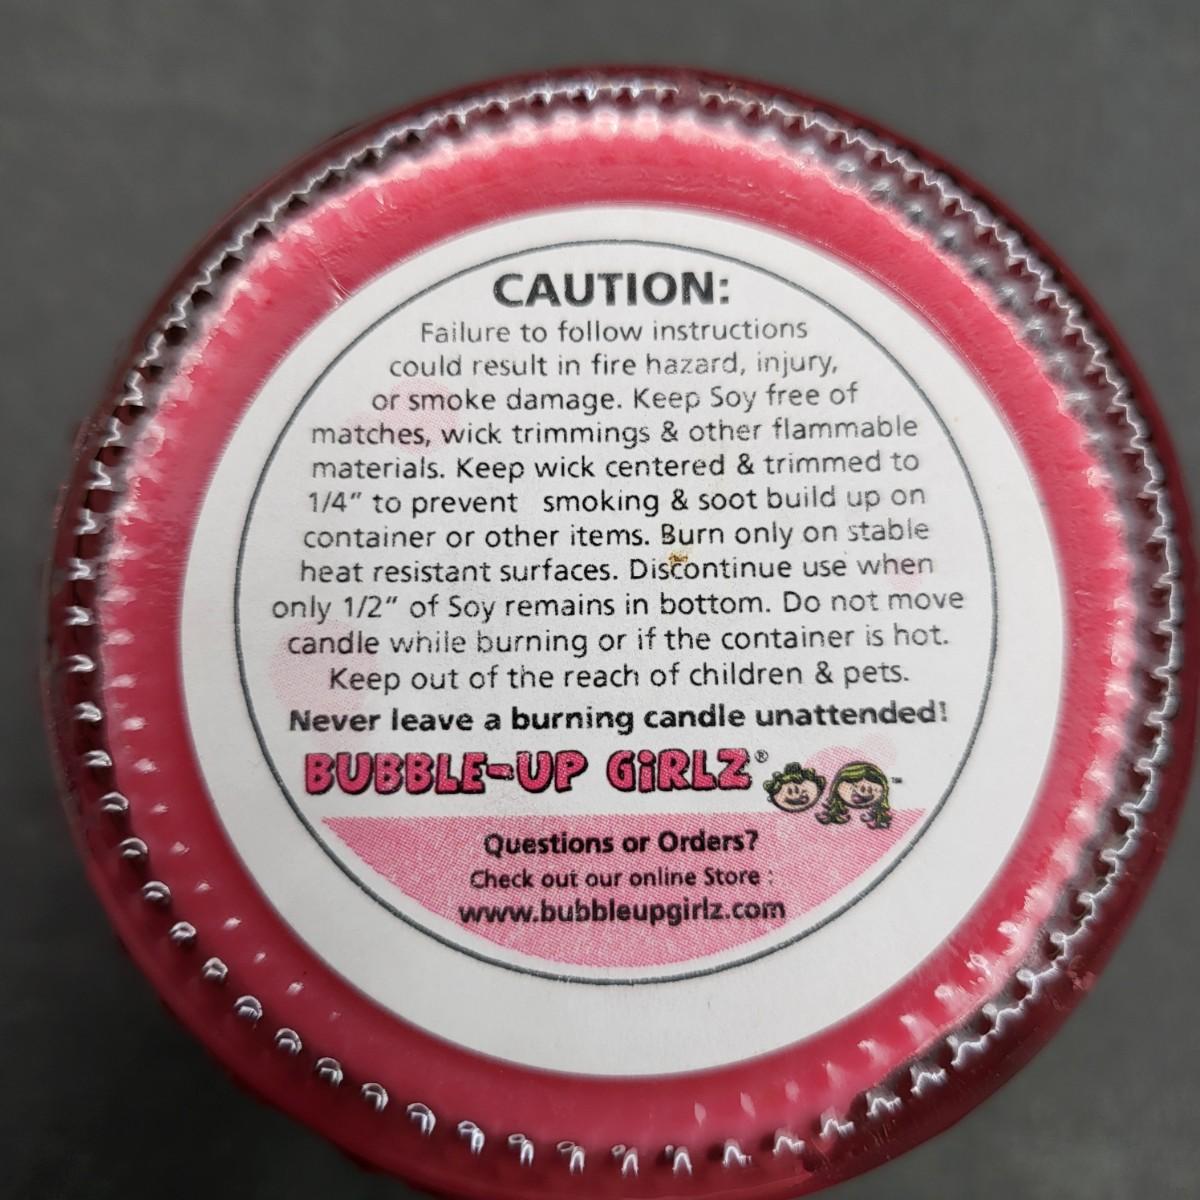 CAUTION:
Failure to follow instructions
could result in fire hazard, injury,
or smoke damage. Keep Soy free of
matches, wick trimmings & other flammable
materials. Keep wick centered & trimmed to
1/4” to prevent smoking & soot build up on
container or other items. Burn only on stable
heat resistant surfaces. Discontinue use when
only 1/2” of Soy remains in bottom. Do not move
candle while burning or if the container is hot.
Keep out of the reach of children & pets.
Never leave a burning candle unattended!
BUBBLE-UP GiRLZ® ™
Questions or Orders?
Check out our online Store :
www.bubbleupgirlz.com